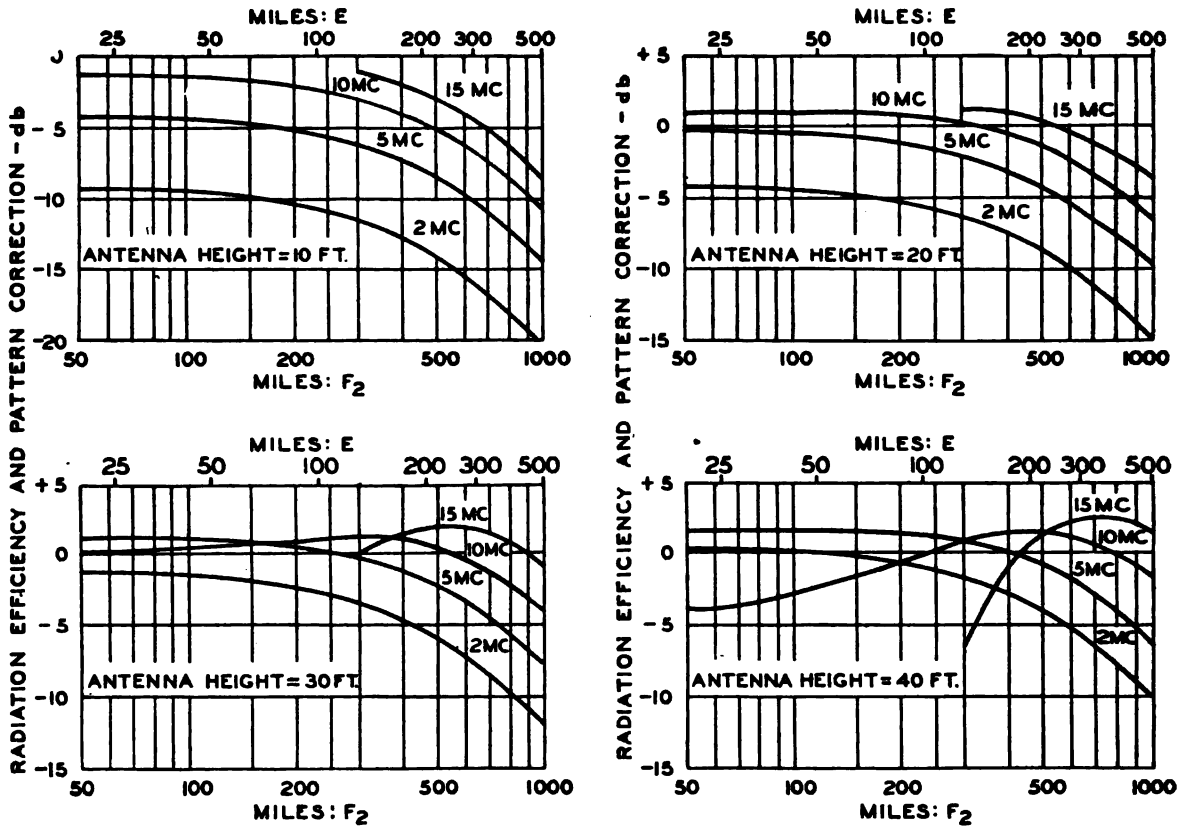 MILES: E
25 50 100 200 300 500
RADIATION EFFICIENCY AND PATTERN CORRECTION - db
-5
-10
-15
-20
10MC
15 MC
5 MC
2 MC
ANTENNA HEIGHT=10 FT.
50 100 200 500 1000
MILES: F2
MILES: E
25 50 100 200 300 500
RADIATION EFFICIENCY AND PATTERN CORRECTION - db
+5
0
-5
-10
-15
10 MC
15 MC
5 MC
2 MC
ANTENNA HEIGHT=20 FT.
50 100 200 500 1000
MILES: F2
MILES: E
25 50 100 200 300 500
+5
0
-5
-10
-15
15 MC
10MC
5MC
2MC
ANTENNA HEIGHT=30 FT.
50 100 200 500 1000
MILES: F2
MILES: E
25 50 100 200 300 500
+5
0
-5
-10
-15
15 MC
10MC
5MC
2MC
ANTENNA HEIGHT=40 FT.
50 100 200 500 1000
MILES: F2